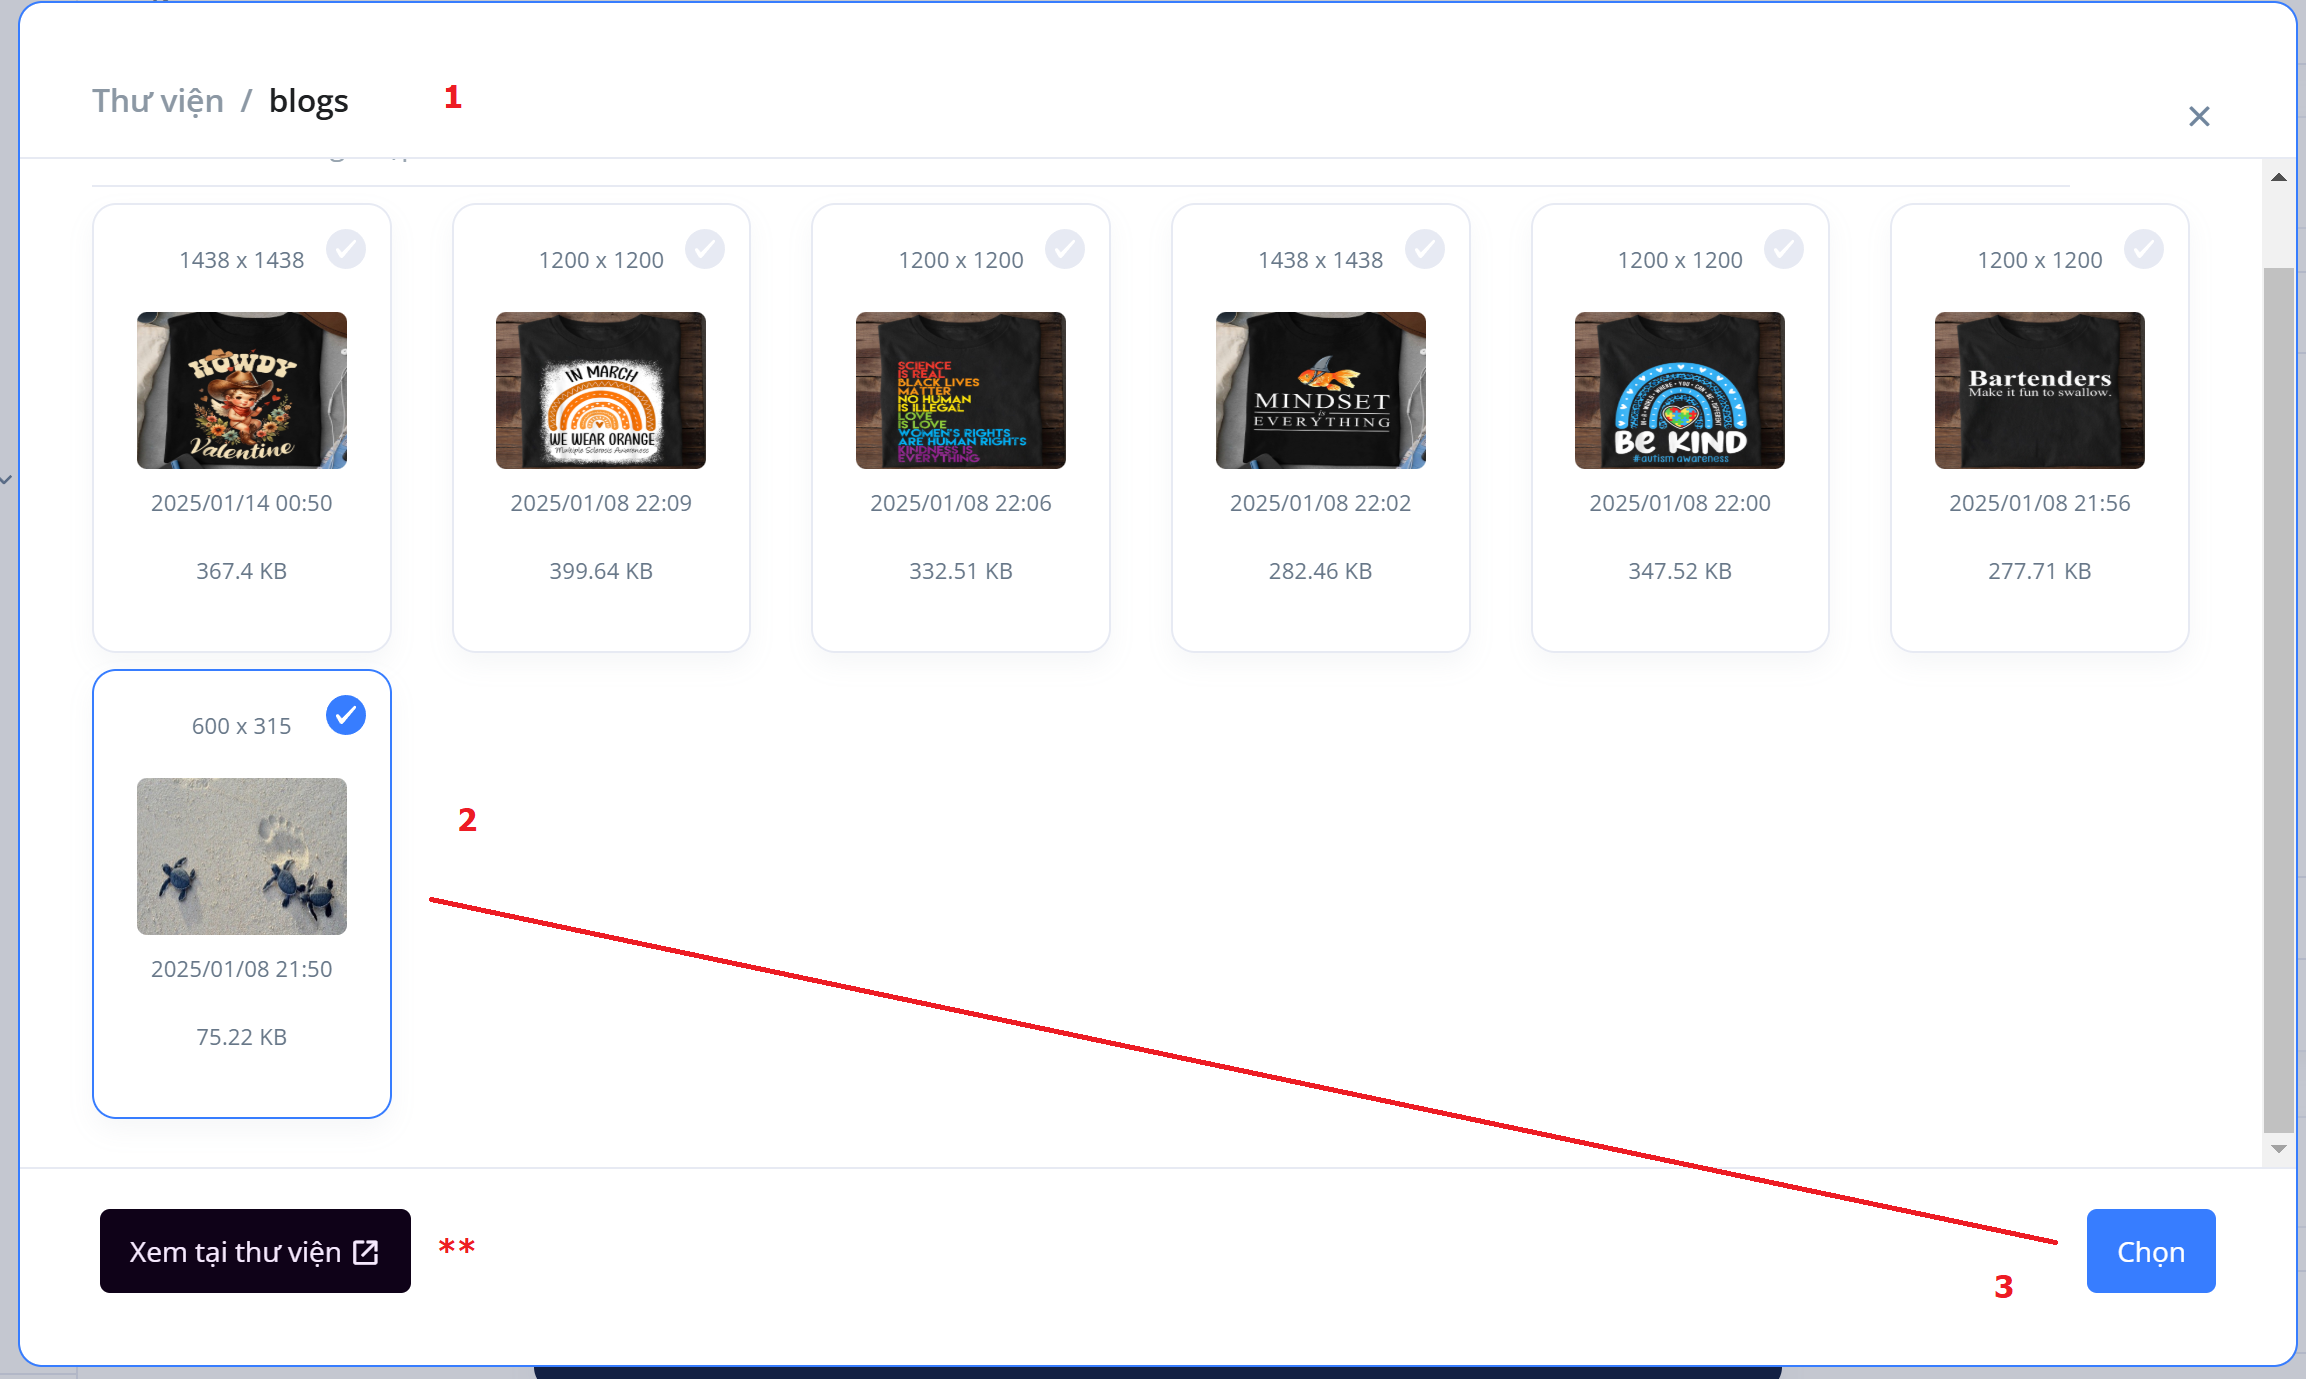 Thư viện / blogs
1
1438 x 1438
HOWDY
Valentine
2025/01/14 00:50
367.4 KB
1200 x 1200
IN MARCH
WE WEAR ORANGE
Multiple Sclerosis Awareness
2025/01/08 22:09
399.64 KB
1200 x 1200
SCIENCE
IS REAL
BLACK LIVES
MATTER
NO HUMAN
IS ILLEGAL
LOVE
IS LOVE
WOMEN'S RIGHTS
ARE HUMAN RIGHTS
KINDNESS IS
EVERYTHING
2025/01/08 22:06
332.51 KB
1438 x 1438
MINDSET
is
EVERYTHING
2025/01/08 22:02
282.46 KB
1200 x 1200
BE KIND
#autism awareness
2025/01/08 22:00
347.52 KB
1200 x 1200
Bartenders
Make it fun to swallow.
2025/01/08 21:56
277.71 KB
600 x 315
2025/01/08 21:50
75.22 KB
2
Xem tại thư viện
**
3
Chọn